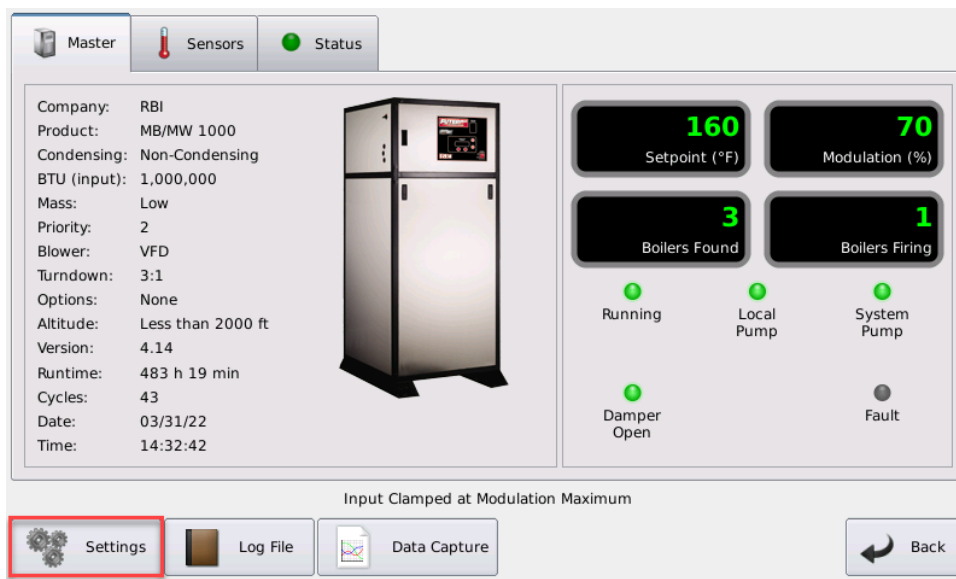 Master
Sensors
Status
Company: RBI
Product: MB/MW 1000
Condensing: Non-Condensing
BTU (input): 1,000,000
Mass: Low
Priority: 2
Blower: VFD
Turndown: 3:1
Options: None
Altitude: Less than 2000 ft
Version: 4.14
Runtime: 483 h 19 min
Cycles: 43
Date: 03/31/22
Time: 14:32:42
160
Setpoint (°F)
70
Modulation (%)
3
Boilers Found
1
Boilers Firing
Running
Local
Pump
System
Pump
Damper
Open
Fault
Input Clamped at Modulation Maximum
Settings
Log File
Data Capture
Back